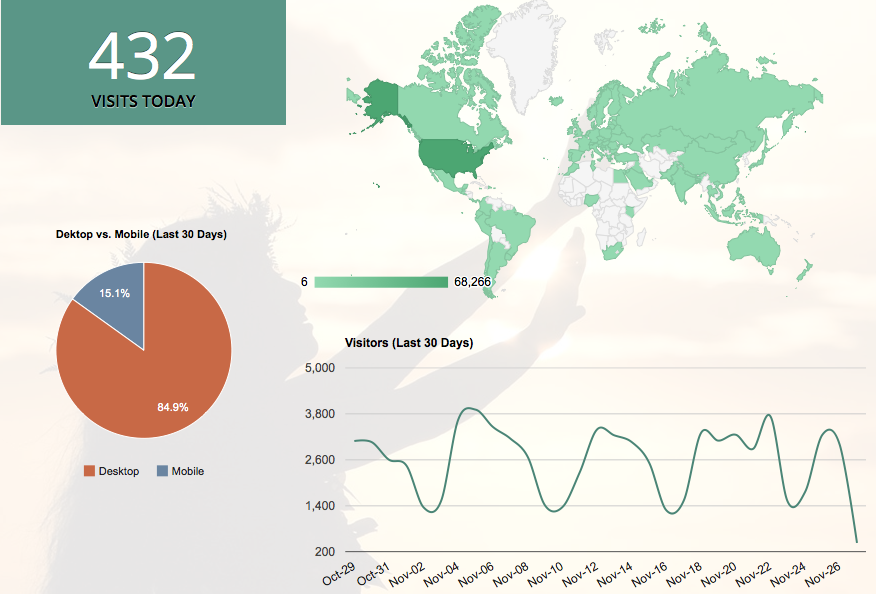 432
VISITS TODAY
6
68,266
Dektop vs. Mobile (Last 30 Days)
15.1%
84.9%
Desktop
Mobile
Visitors (Last 30 Days)
5,000
3,800
2,600
1,400
200
Oct-29
Oct-31
Nov-02
Nov-04
Nov-06
Nov-08
Nov-10
Nov-12
Nov-14
Nov-16
Nov-18
Nov-20
Nov-22
Nov-24
Nov-26